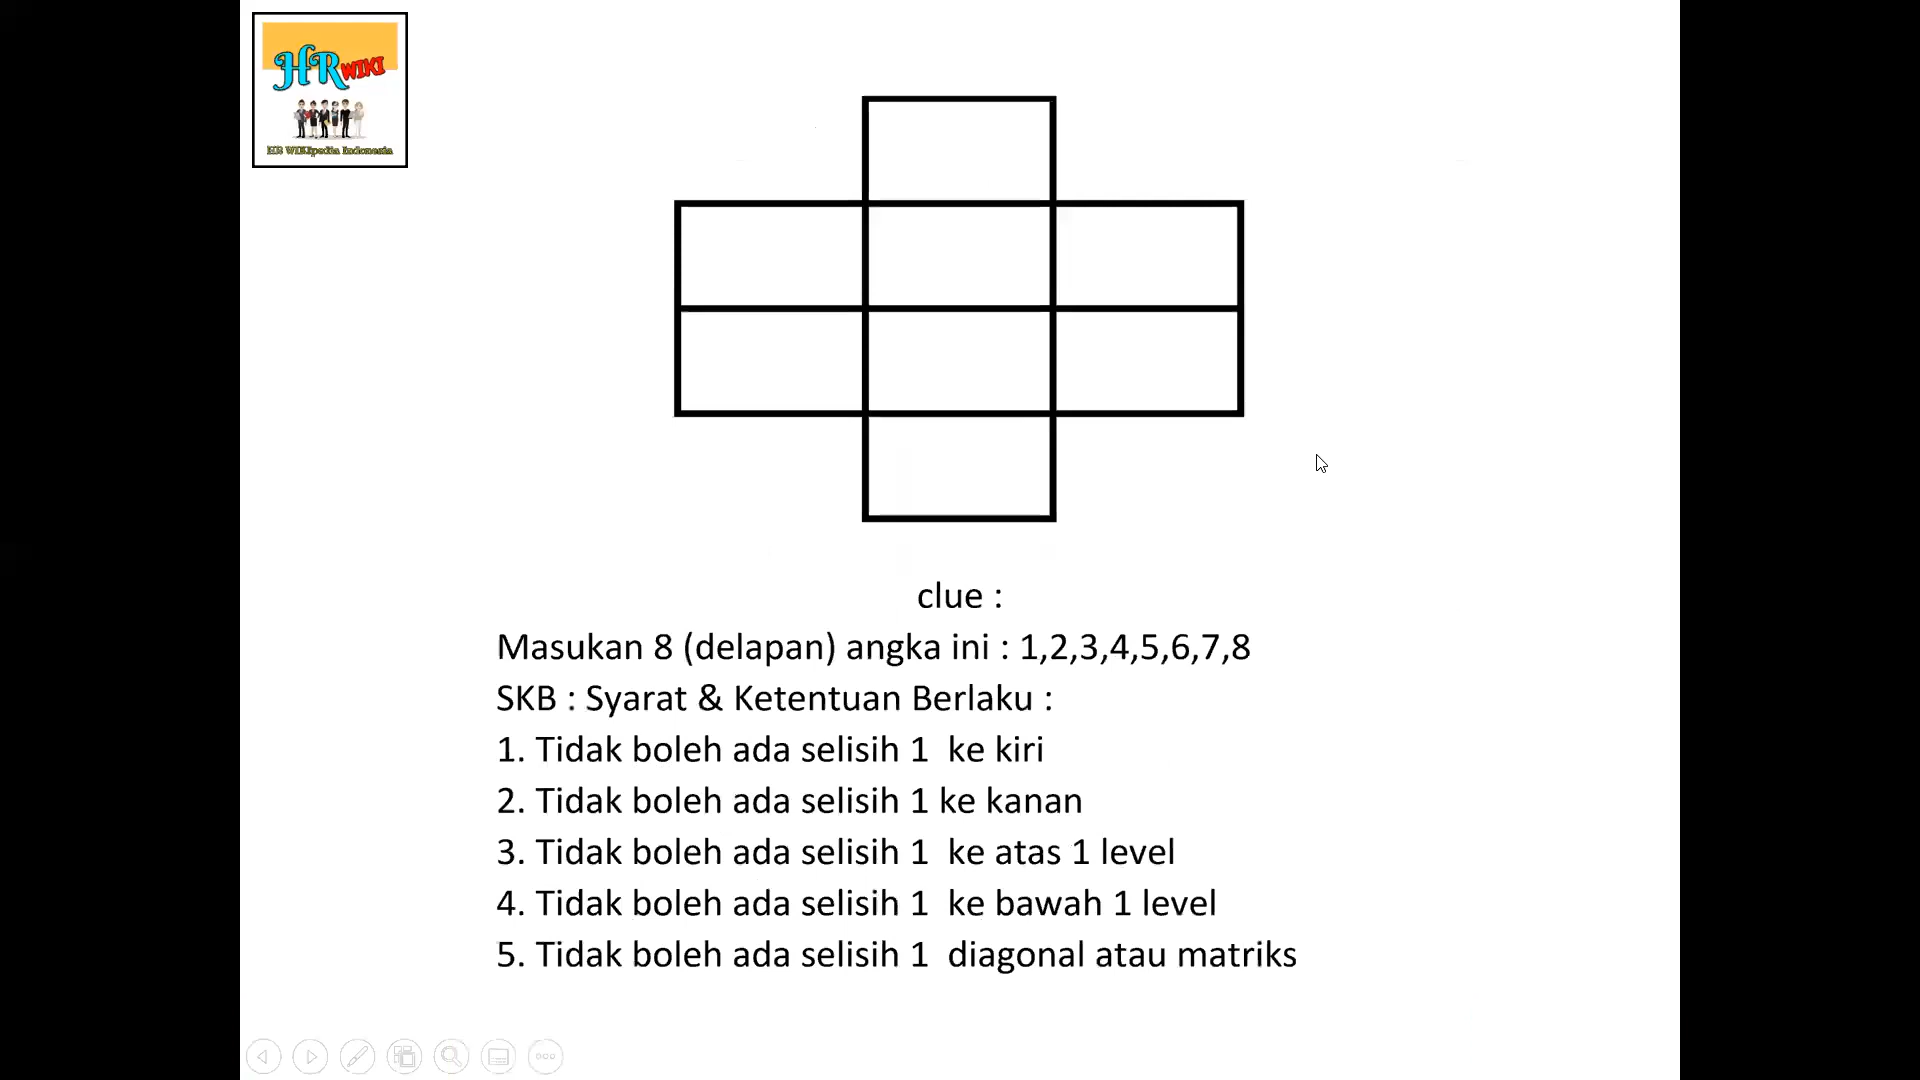 HR WIKI
HR WIKIpedia Indonesia
clue :
Masukan 8 (delapan) angka ini : 1,2,3,4,5,6,7,8
SKB : Syarat & Ketentuan Berlaku :
1. Tidak boleh ada selisih 1  ke kiri
2. Tidak boleh ada selisih 1 ke kanan
3. Tidak boleh ada selisih 1  ke atas 1 level
4. Tidak boleh ada selisih 1  ke bawah 1 level
5. Tidak boleh ada selisih 1  diagonal atau matriks